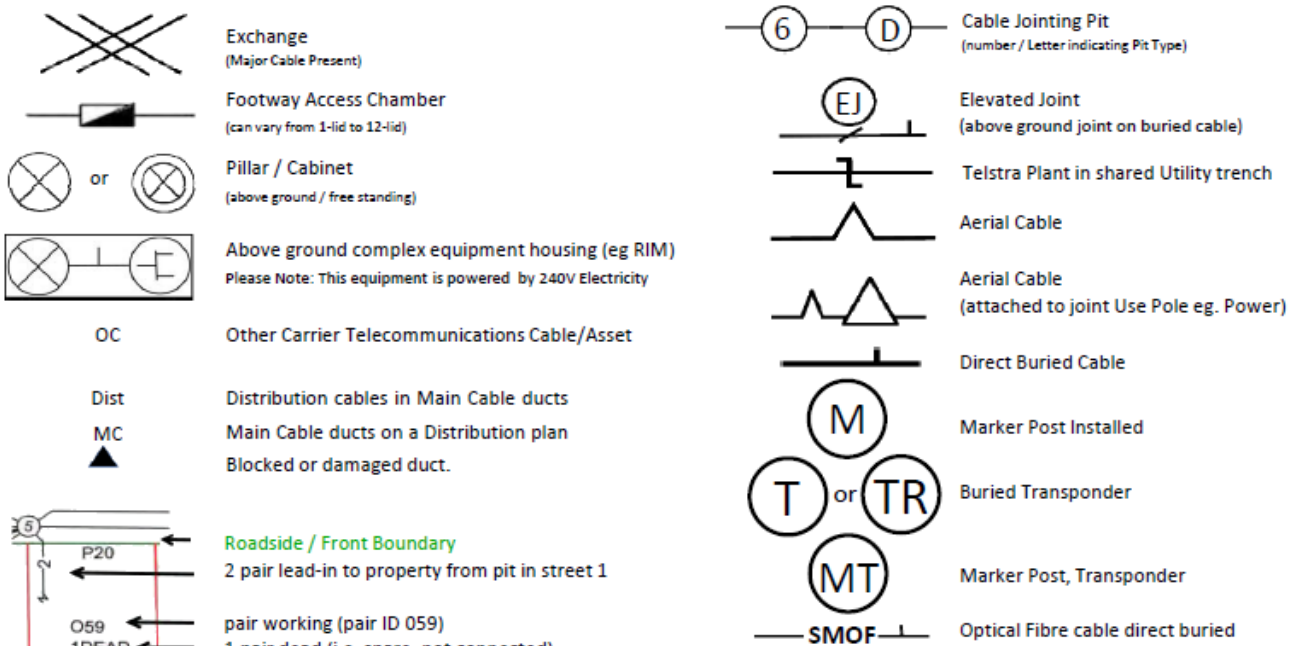 Exchange
(Major Cable Present)
Footway Access Chamber
(can vary from 1-lid to 12-lid)
or
Pillar / Cabinet
(above ground / free standing)
Above ground complex equipment housing (eg RIM)
Please Note: This equipment is powered by 240V Electricity
OC Other Carrier Telecommunications Cable/Asset
Dist Distribution cables in Main Cable ducts
MC Main Cable ducts on a Distribution plan
Blocked or damaged duct.
5
Roadside / Front Boundary
P20
2
2 pair lead-in to property from pit in street 1
O59 pair working (pair ID 059)
1 pair dead (i.e. spare, not connected)
6 D Cable Jointing Pit
(number / Letter indicating Pit Type)
EJ Elevated Joint
(above ground joint on buried cable)
Telstra Plant in shared Utility trench
Aerial Cable
Aerial Cable
(attached to joint Use Pole eg. Power)
Direct Buried Cable
M Marker Post Installed
T or TR Buried Transponder
MT Marker Post, Transponder
SMOF Optical Fibre cable direct buried